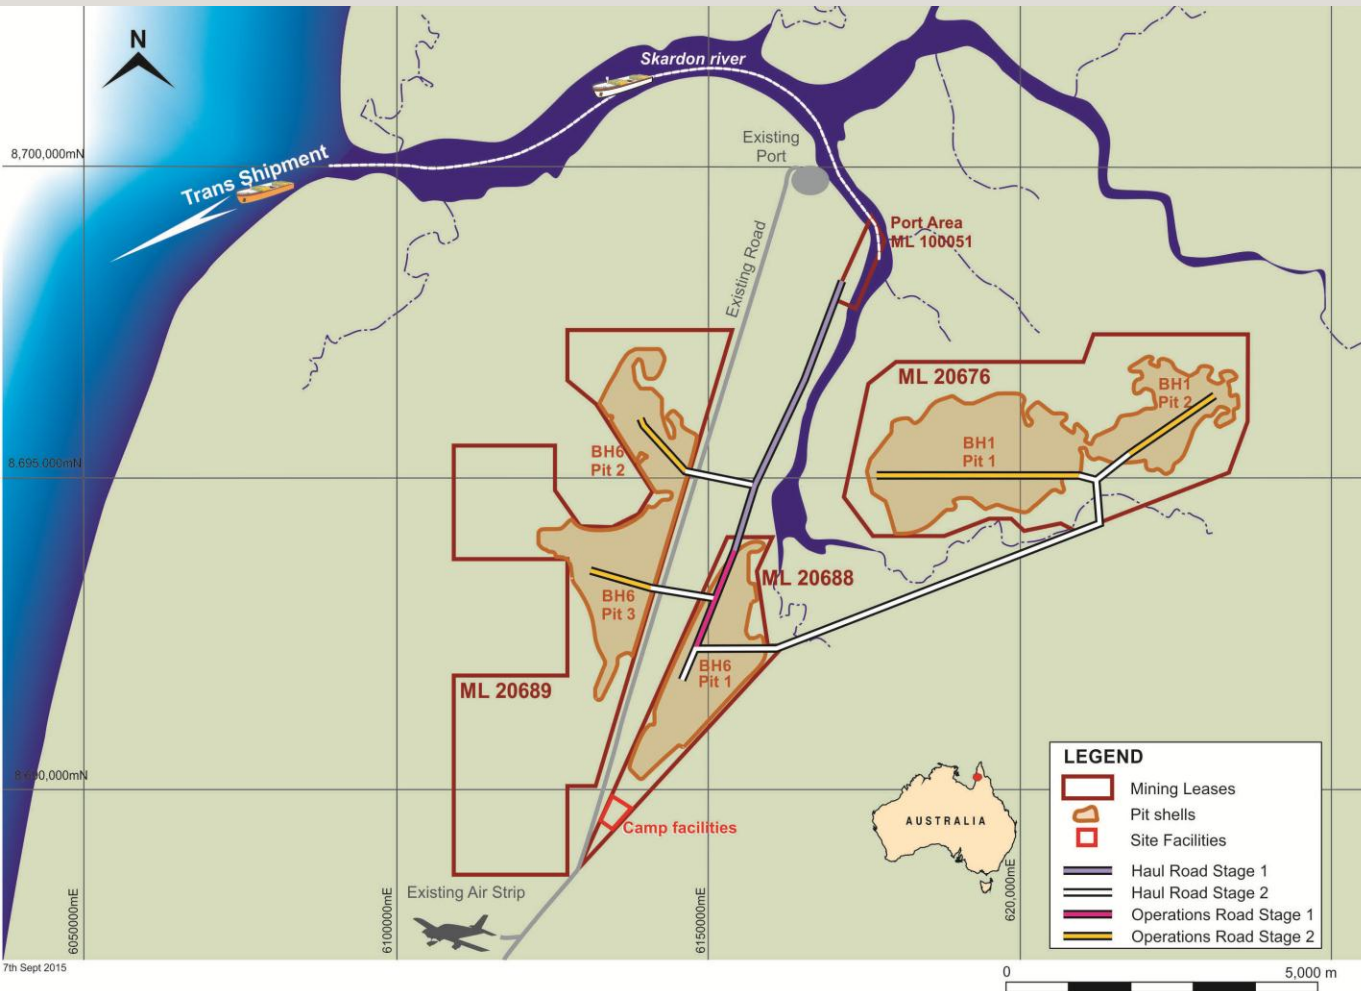 N
Skardon river
Existing
Port
8,700,000mN
Trans Shipment
Port Area
ML 100051
Existing Road
ML 20676
BH1
Pit 2
BH1
Pit 1
BH6
Pit 2
8,695,000mN
ML 20688
BH6
Pit 3
BH6
Pit 1
ML 20689
8,690,000mN
Camp facilities
AUSTRALIA
LEGEND
Mining Leases
Pit shells
Site Facilities
Haul Road Stage 1
Haul Road Stage 2
Operations Road Stage 1
Operations Road Stage 2
Existing Air Strip
6050000mE
6100000mE
6150000mE
620,000mE
7th Sept 2015
0
5,000 m